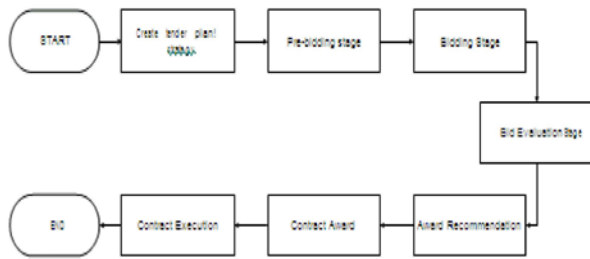 START
Create tender plan/
Pre-bidding stage
Bidding Stage
Bid Evaluation Stage
Award Recommendation
Contract Award
Contract Execution
END